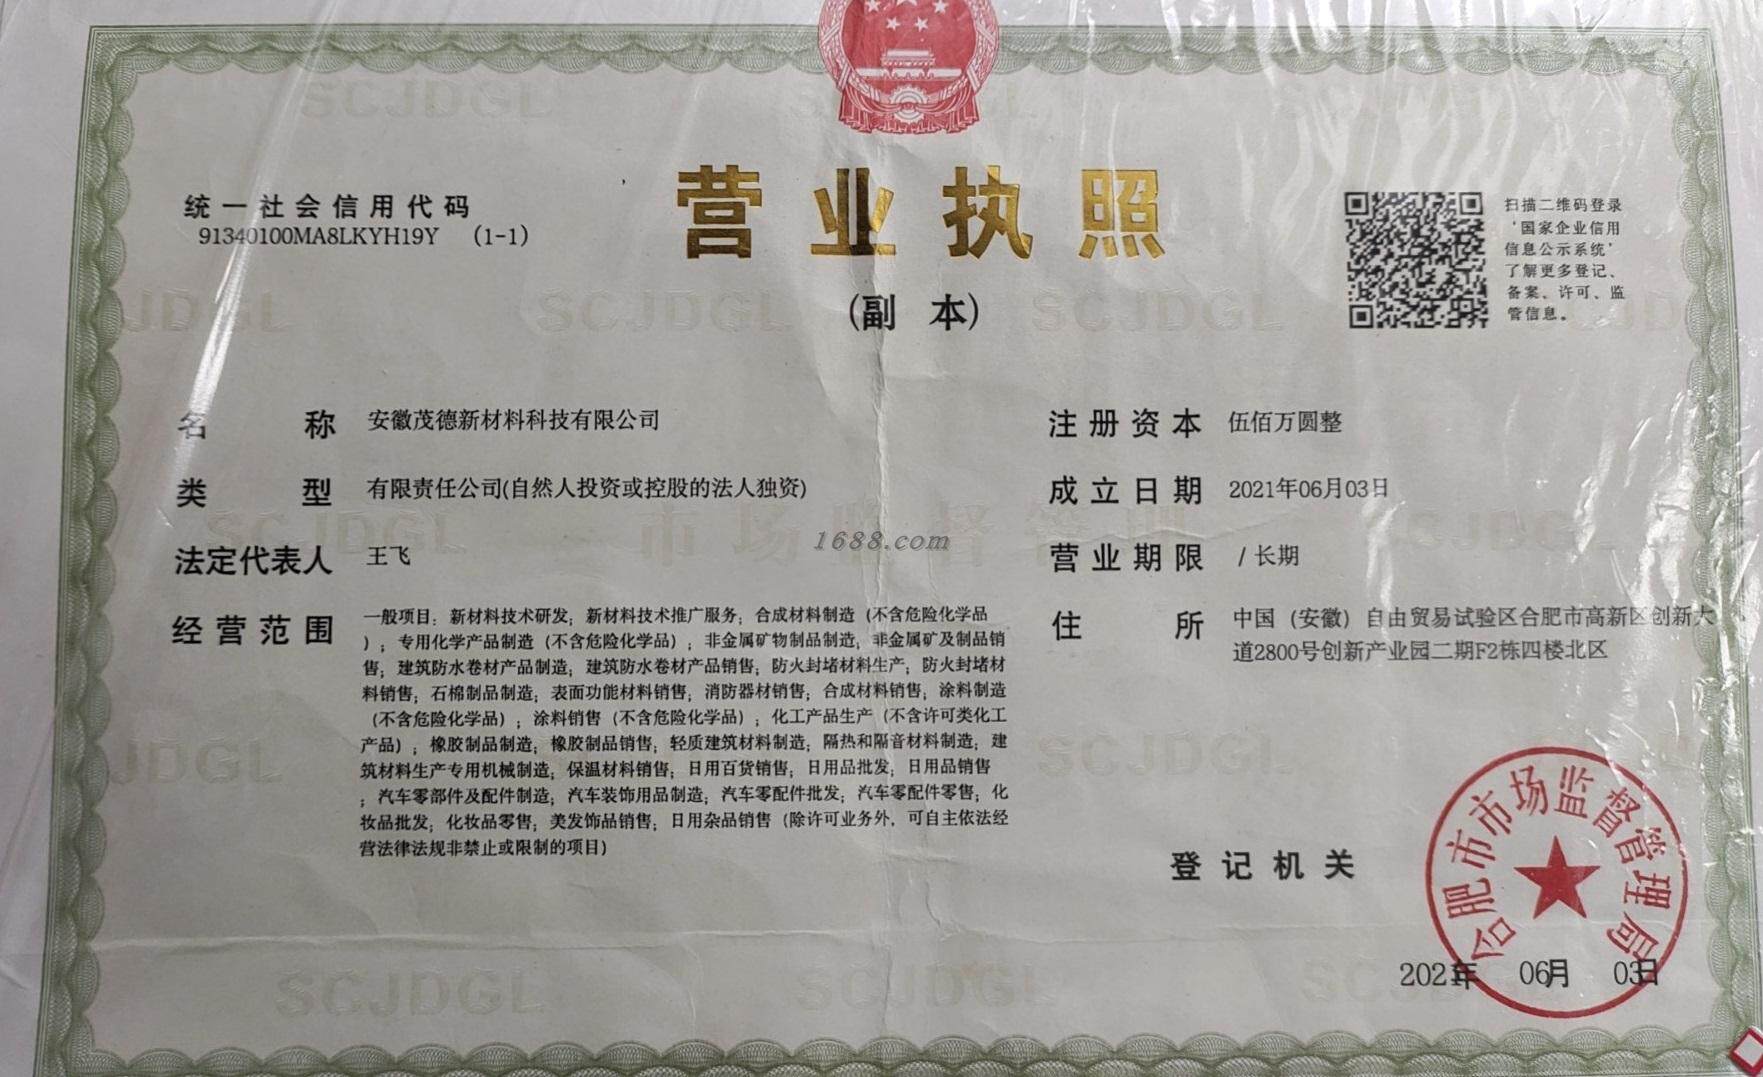 营业执照
(副 本)
统一社会信用代码
91340100MA8LKYH19Y (1-1)
扫描二维码登录
'国家企业信用
信息公示系统'
了解更多登记、
备案、许可、监
管信息。
名 称 安徽茂德新材料科技有限公司
类 型 有限责任公司(自然人投资或控股的法人独资)
法定代表人 王飞
经营范围 一般项目：新材料技术研发；新材料技术推广服务；合成材料制造（不含危险化学品
）；专用化学产品制造（不含危险化学品）；非金属矿物制品制造；非金属矿及制品销
售；建筑防水卷材产品制造；建筑防水卷材产品销售；防火封堵材料生产；防火封堵材
料销售；石棉制品制造；表面功能材料销售；消防器材销售；合成材料销售；涂料制造
（不含危险化学品）；涂料销售（不含危险化学品）；化工产品生产（不含许可类化工
产品）；橡胶制品制造；橡胶制品销售；轻质建筑材料制造；隔热和隔音材料制造；建
筑材料生产专用机械制造；保温材料销售；日用百货销售；日用品批发；日用品销售
；汽车零部件及配件制造；汽车装饰用品制造；汽车零配件批发；汽车零配件零售；化
妆品批发；化妆品零售；美发饰品销售；日用杂品销售（除许可业务外，可自主依法经
营法律法规非禁止或限制的项目）
注册资本 伍佰万圆整
成立日期 2021年06月03日
营业期限 / 长期
住 所 中国（安徽）自由贸易试验区合肥市高新区创新大
道2800号创新产业园二期F2栋四楼北区
登记机关
合肥市市场监督管理局
2021年 06月 03日
1688.com
SCJDGL
SCJDGL
SCJDGL
SCJDGL
市场监督管理
SCJDGL
SCJDGL
SCJDGL
SCJDGL